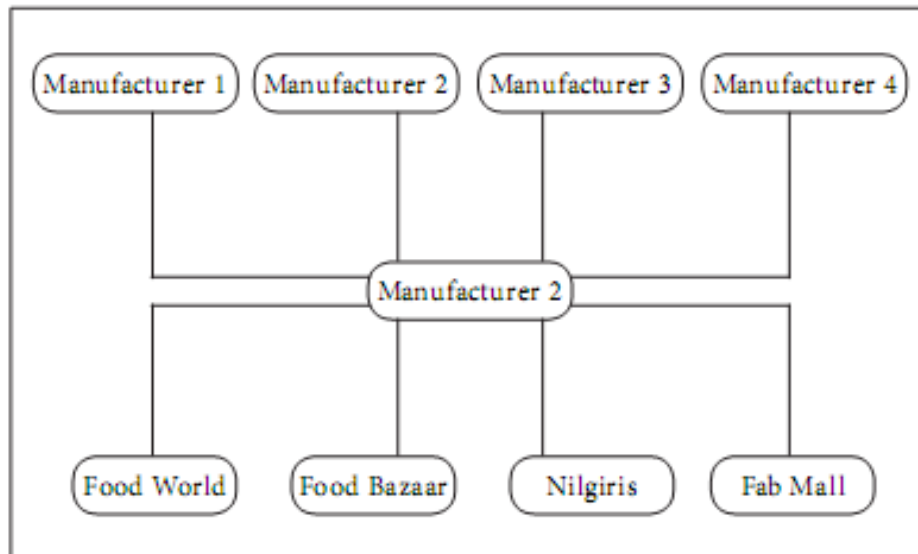 Manufacturer 1
Manufacturer 2
Manufacturer 3
Manufacturer 4
Manufacturer 2
Food World
Food Bazaar
Nilgiris
Fab Mall